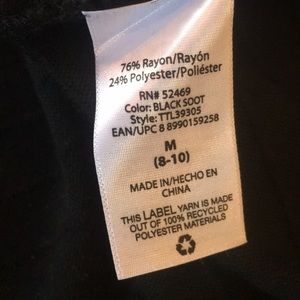 76% Rayon/Rayón
24% Polyester/Poliéster
RN# 52469
Color: BLACK SOOT
Style: TTL39305
EAN/UPC 8 8990159258
M
(8-10)
MADE IN/HECHO EN
CHINA
THIS LABEL YARN IS MADE
OUT OF 100% RECYCLED
POLYESTER MATERIALS